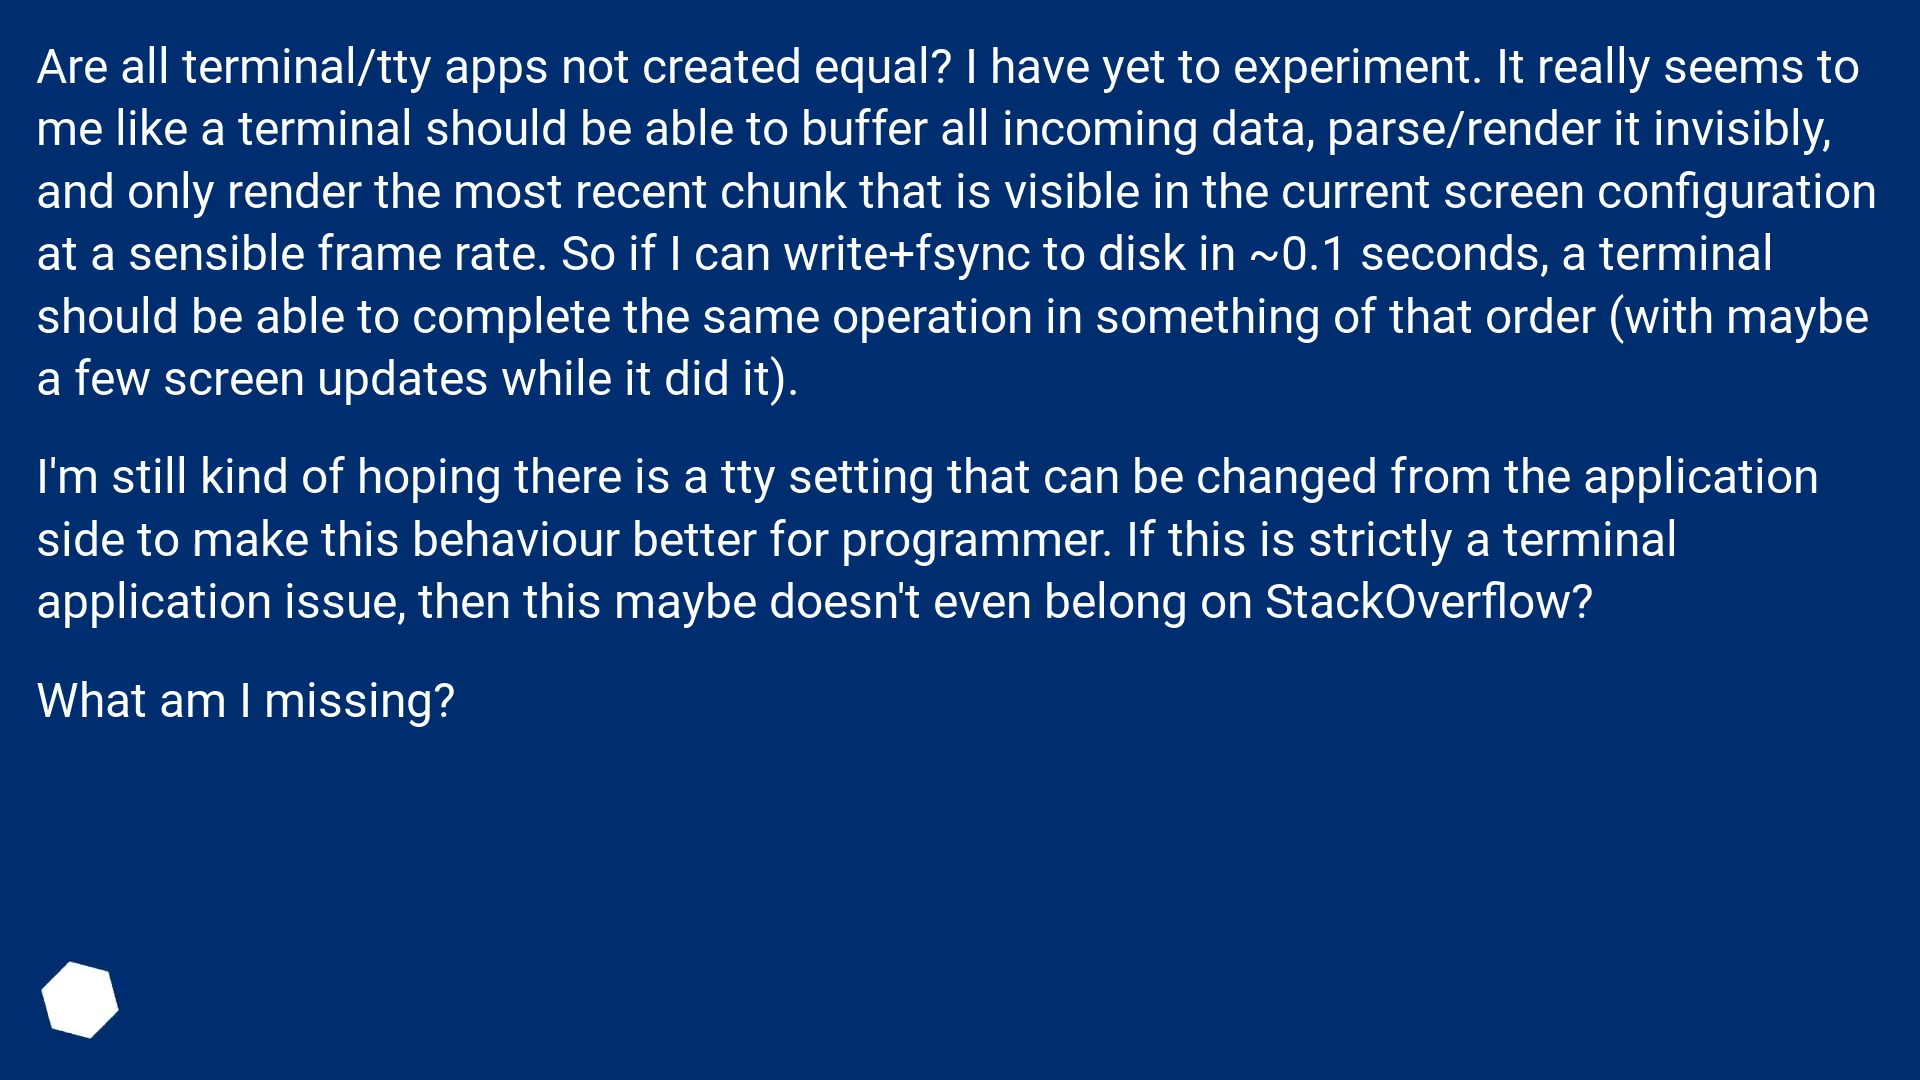 Are all terminal/tty apps not created equal? I have yet to experiment. It really seems to
me like a terminal should be able to buffer all incoming data, parse/render it invisibly,
and only render the most recent chunk that is visible in the current screen configuration
at a sensible frame rate. So if I can write+fsync to disk in ~0.1 seconds, a terminal
should be able to complete the same operation in something of that order (with maybe
a few screen updates while it did it).
I'm still kind of hoping there is a tty setting that can be changed from the application
side to make this behaviour better for programmer. If this is strictly a terminal
application issue, then this maybe doesn't even belong on StackOverflow?
What am I missing?